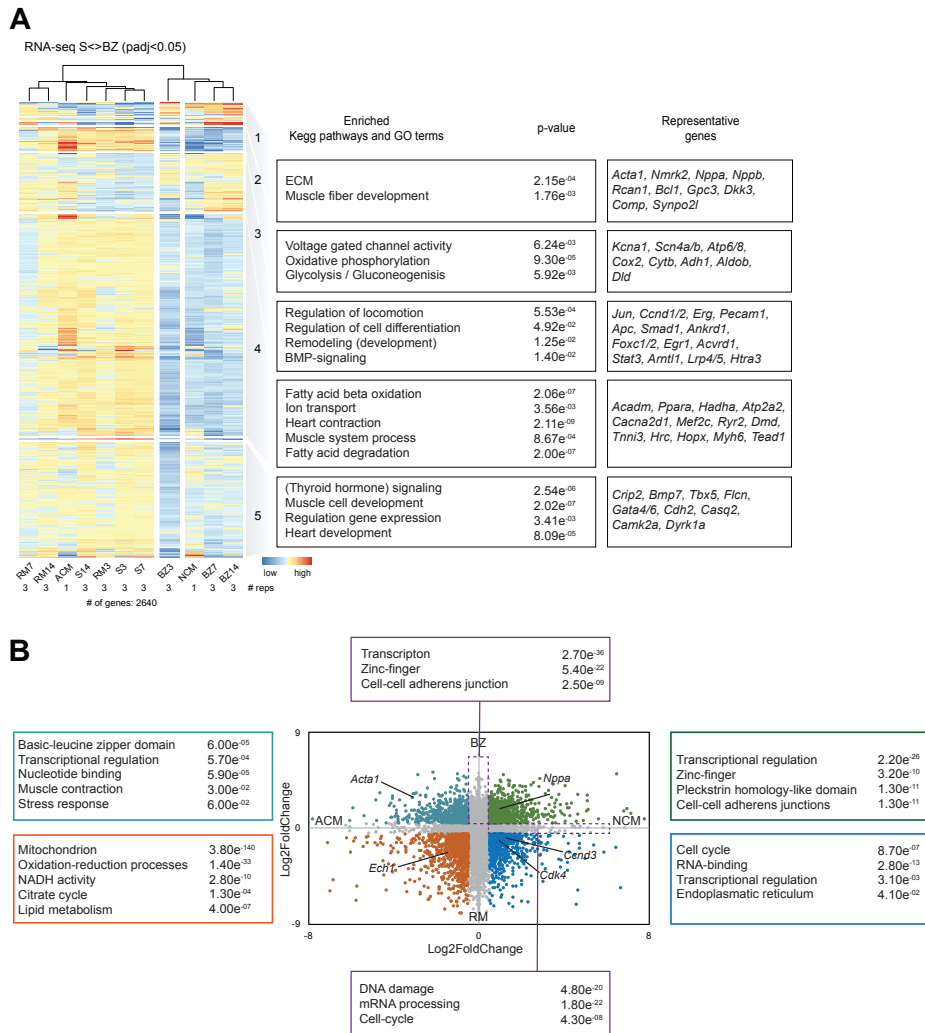 A
RNA-seq S<>BZ (padj<0.05)
Enriched
Kegg pathways and GO terms
p-value
Representative
genes
1
2
3
4
5
ECM 2.15e-04
Muscle fiber development 1.76e-03
Acta1, Nmrk2, Nppa, Nppb,
Rcan1, Bcl1, Gpc3, Dkk3,
Comp, Synpo2l
Voltage gated channel activity 6.24e-03
Oxidative phosphorylation 9.30e-05
Glycolysis / Gluconeogenisis 5.92e-03
Kcna1, Scn4a/b, Atp6/8,
Cox2, Cytb, Adh1, Aldob,
Dld
Regulation of locomotion 5.53e-04
Regulation of cell differentiation 4.92e-02
Remodeling (development) 1.25e-02
BMP-signaling 1.40e-02
Jun, Ccnd1/2, Erg, Pecam1,
Apc, Smad1, Ankrd1,
Foxc1/2, Egr1, Acvrd1,
Stat3, Arntl1, Lrp4/5, Htra3
Fatty acid beta oxidation 2.06e-07
Ion transport 3.56e-03
Heart contraction 2.11e-09
Muscle system process 8.67e-04
Fatty acid degradation 2.00e-07
Acadm, Ppara, Hadha, Atp2a2,
Cacna2d1, Mef2c, Ryr2, Dmd,
Tnni3, Hrc, Hopx, Myh6, Tead1
(Thyroid hormone) signaling 2.54e-06
Muscle cell development 2.02e-07
Regulation gene expression 3.41e-03
Heart development 8.09e-05
Crip2, Bmp7, Tbx5, Flcn,
Gata4/6, Cdh2, Casq2,
Camk2a, Dyrk1a
RM7 RM14 ACM S14 RM3 S3 S7 BZ3 NCM BZ7 BZ14
low high
3 3 1 3 3 3 3 3 1 3 3 # reps
# of genes: 2640
B
Transcripton 2.70e-36
Zinc-finger 5.40e-22
Cell-cell adherens junction 2.50e-09
Basic-leucine zipper domain 6.00e-05
Transcriptional regulation 5.70e-04
Nucleotide binding 5.90e-05
Muscle contraction 3.00e-02
Stress response 6.00e-02
Mitochondrion 3.80e-140
Oxidation-reduction processes 1.40e-33
NADH activity 2.80e-10
Citrate cycle 1.30e-04
Lipid metabolism 4.00e-07
Log2FoldChange
9
0
-9
BZ
Acta1
Nppa
ACM
NCM
Ech1
Ccnd3
Cdk4
RM
-8 0 8
Log2FoldChange
Transcriptional regulation 2.20e-26
Zinc-finger 3.20e-10
Pleckstrin homology-like domain 1.30e-11
Cell-cell adherens junctions 1.30e-11
Cell cycle 8.70e-07
RNA-binding 2.80e-13
Transcriptional regulation 3.10e-03
Endoplasmatic reticulum 4.10e-02
DNA damage 4.80e-20
mRNA processing 1.80e-22
Cell-cycle 4.30e-08